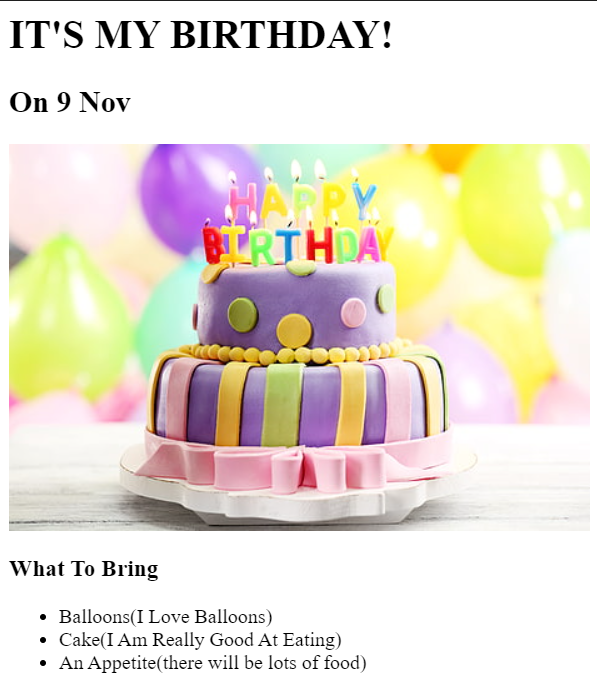 IT'S MY BIRTHDAY!
On 9 Nov
HAPPY
BIRTHDAY
What To Bring
Balloons(I Love Balloons)
Cake(I Am Really Good At Eating)
An Appetite(there will be lots of food)